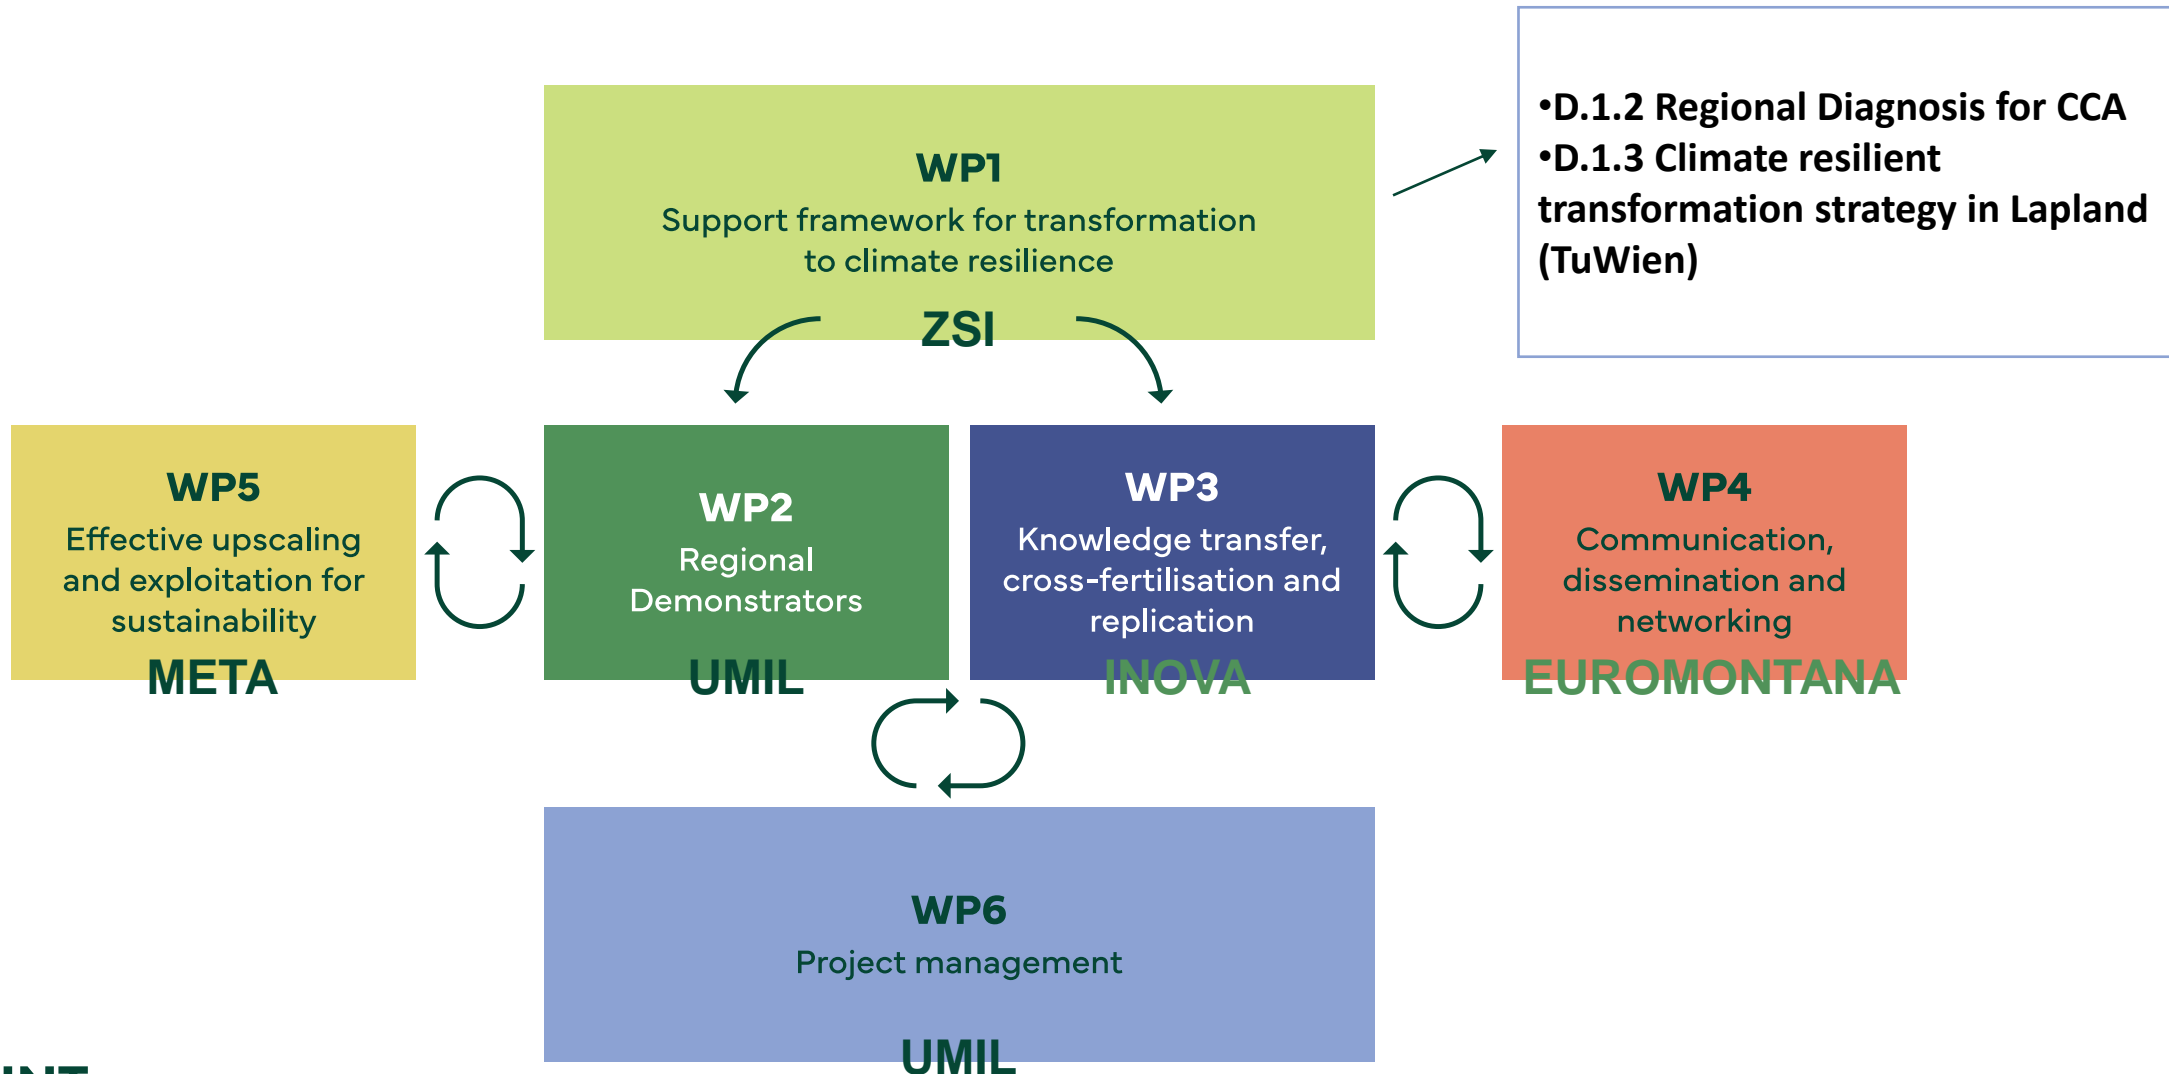 WP1
Support framework for transformation
to climate resilience
ZSI
•D.1.2 Regional Diagnosis for CCA
•D.1.3 Climate resilient
transformation strategy in Lapland
(TuWien)
WP5
Effective upscaling
and exploitation for
sustainability
META
WP2
Regional
Demonstrators
UMIL
WP3
Knowledge transfer,
cross-fertilisation and
replication
INOVA
WP4
Communication,
dissemination and
networking
EUROMONTANA
WP6
Project management
UMIL